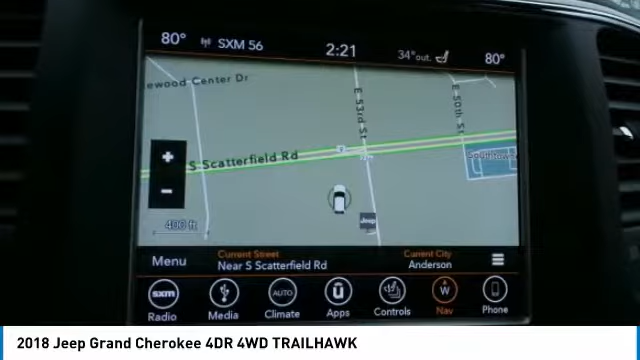 80° SXM 56 2:21 34°out. 80°
ewood Center Dr
E 53rd St
E 50th St
S Scatterfield Rd
+
−
400 ft
Jeep
Menu
Current Street
Near S Scatterfield Rd
Current City
Anderson
sxm AUTO W
Radio Media Climate Apps Controls Nav Phone
2018 Jeep Grand Cherokee 4DR 4WD TRAILHAWK